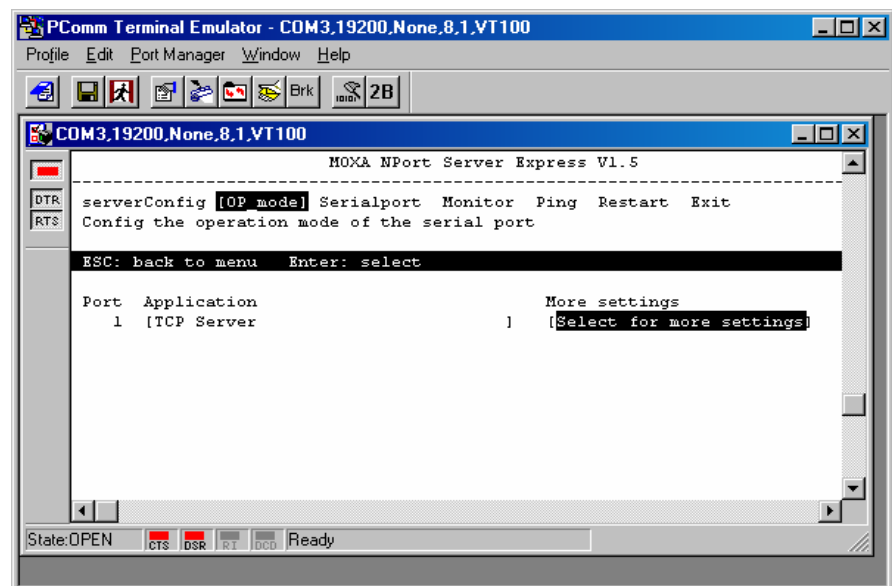 PComm Terminal Emulator - COM3,19200,None,8,1,VT100
Profile Edit Port Manager Window Help
Brk 2B
COM3,19200,None,8,1,VT100
MOXA NPort Server Express V1.5
DTR
RTS
serverConfig [OP_mode] Serialport Monitor Ping Restart Exit
Config the operation mode of the serial port
ESC: back to menu Enter: select
Port Application More settings
1 [TCP Server ] [Select for more settings]
State:OPEN CTS DSR RI DCD Ready